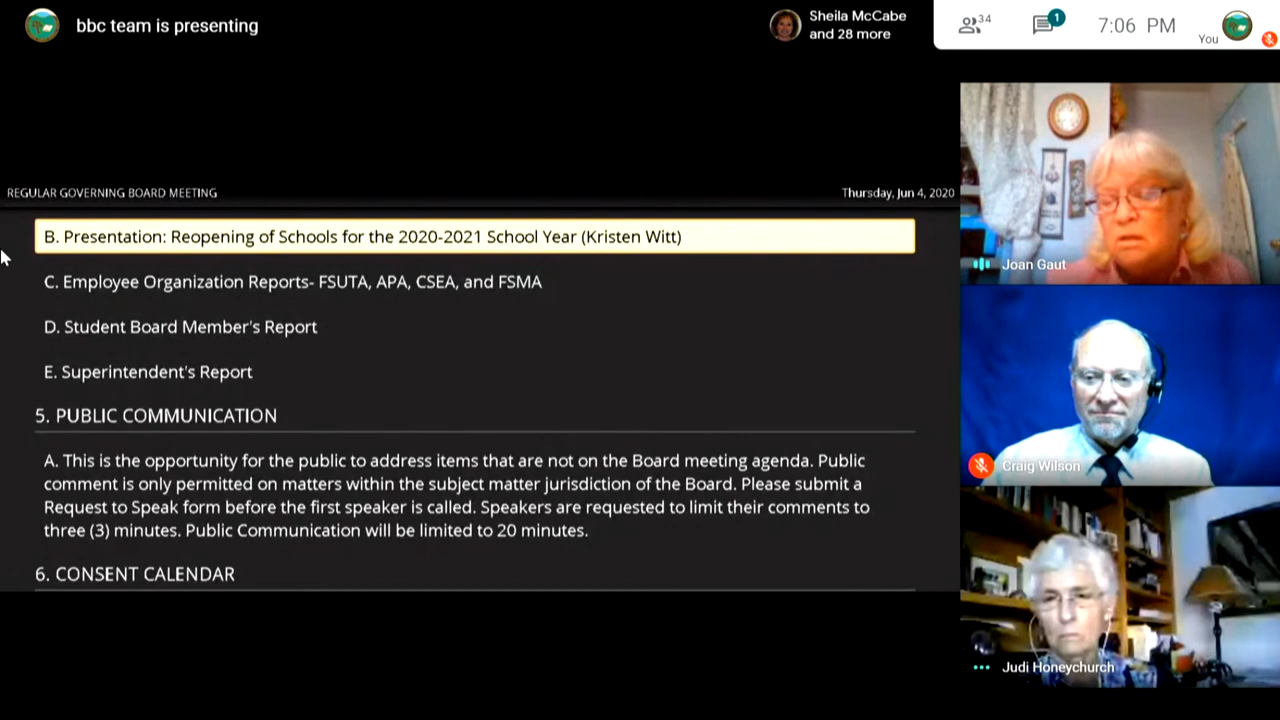 bbc team is presenting
Sheila McCabe
and 28 more
34
1
7:06 PM
You
REGULAR GOVERNING BOARD MEETING
Thursday, Jun 4, 2020
B. Presentation: Reopening of Schools for the 2020-2021 School Year (Kristen Witt)
C. Employee Organization Reports- FSUTA, APA, CSEA, and FSMA
D. Student Board Member's Report
E. Superintendent's Report
5. PUBLIC COMMUNICATION
A. This is the opportunity for the public to address items that are not on the Board meeting agenda. Public
comment is only permitted on matters within the subject matter jurisdiction of the Board. Please submit a
Request to Speak form before the first speaker is called. Speakers are requested to limit their comments to
three (3) minutes. Public Communication will be limited to 20 minutes.
6. CONSENT CALENDAR
Joan Gaut
Craig Wilson
Judi Honeychurch